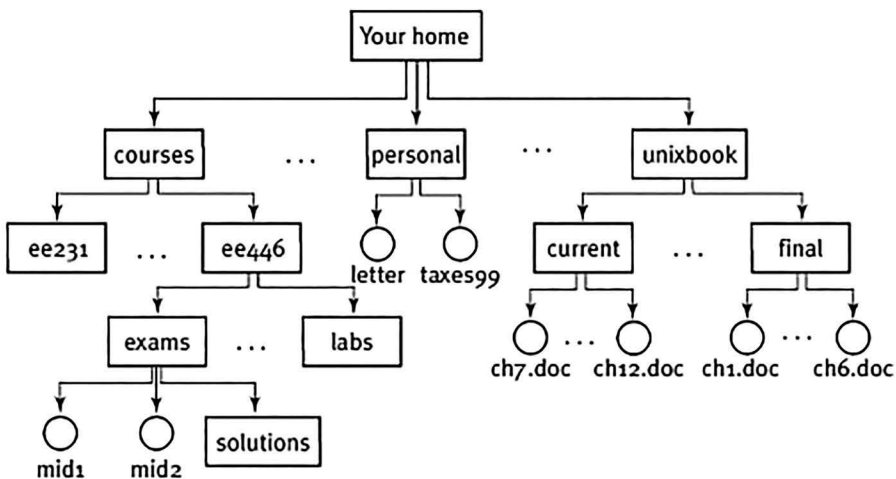 Your home
courses ... personal ... unixbook
ee231 ... ee446 letter taxes99 current ... final
exams ... labs ch7.doc ... ch12.doc ch1.doc ... ch6.doc
mid1 mid2 solutions